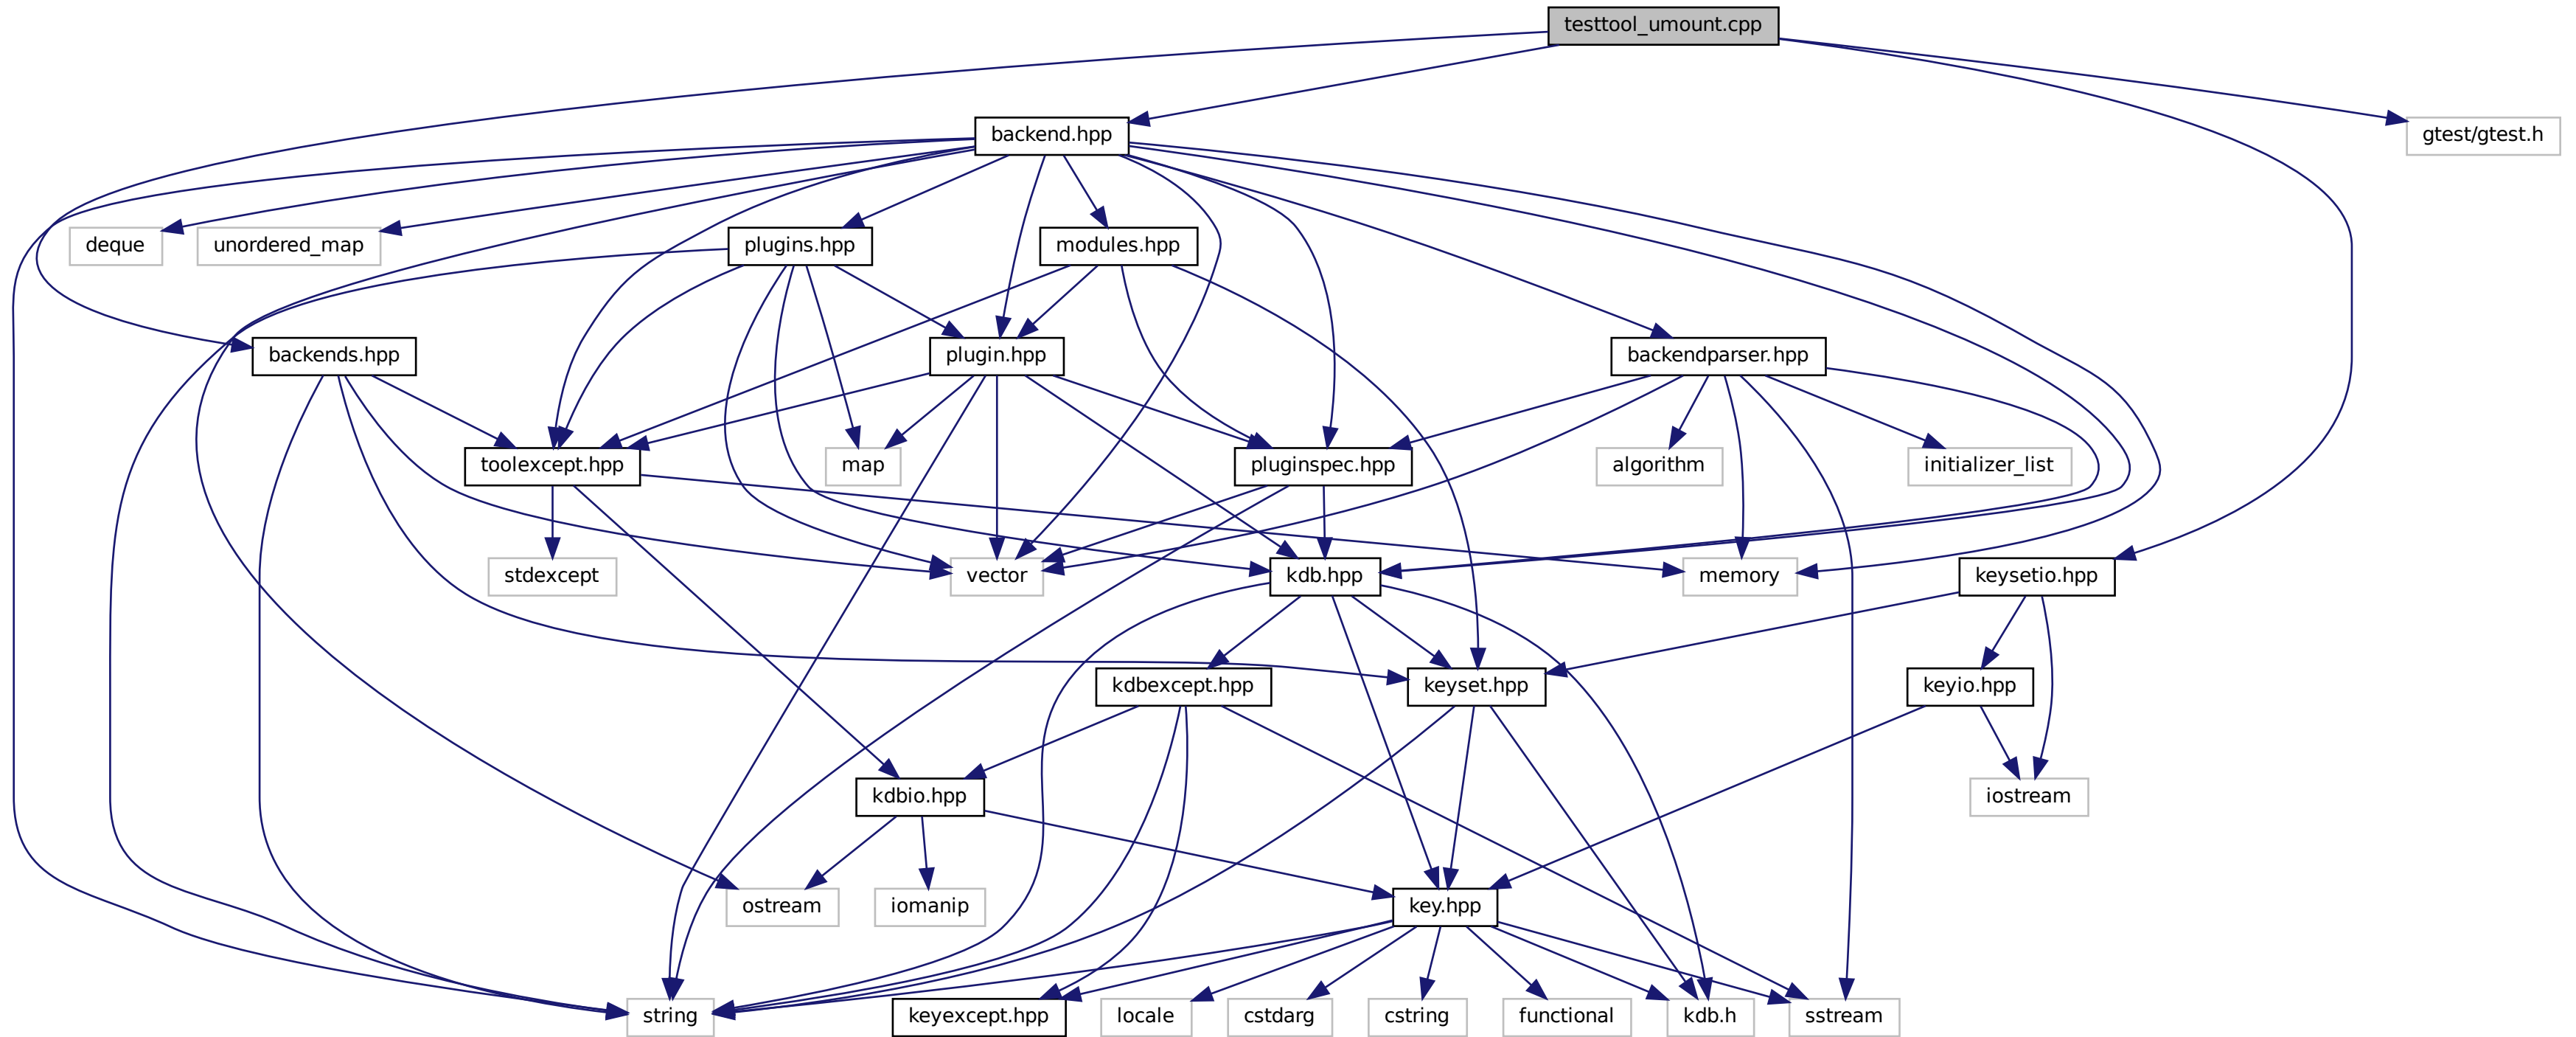 testtool_umount.cpp
backend.hpp
gtest/gtest.h
deque
unordered_map
plugins.hpp
modules.hpp
backends.hpp
plugin.hpp
backendparser.hpp
toolexcept.hpp
map
pluginspec.hpp
algorithm
initializer_list
stdexcept
vector
kdb.hpp
memory
keysetio.hpp
kdbexcept.hpp
keyset.hpp
keyio.hpp
kdbio.hpp
iostream
ostream
iomanip
key.hpp
string
keyexcept.hpp
locale
cstdarg
cstring
functional
kdb.h
sstream